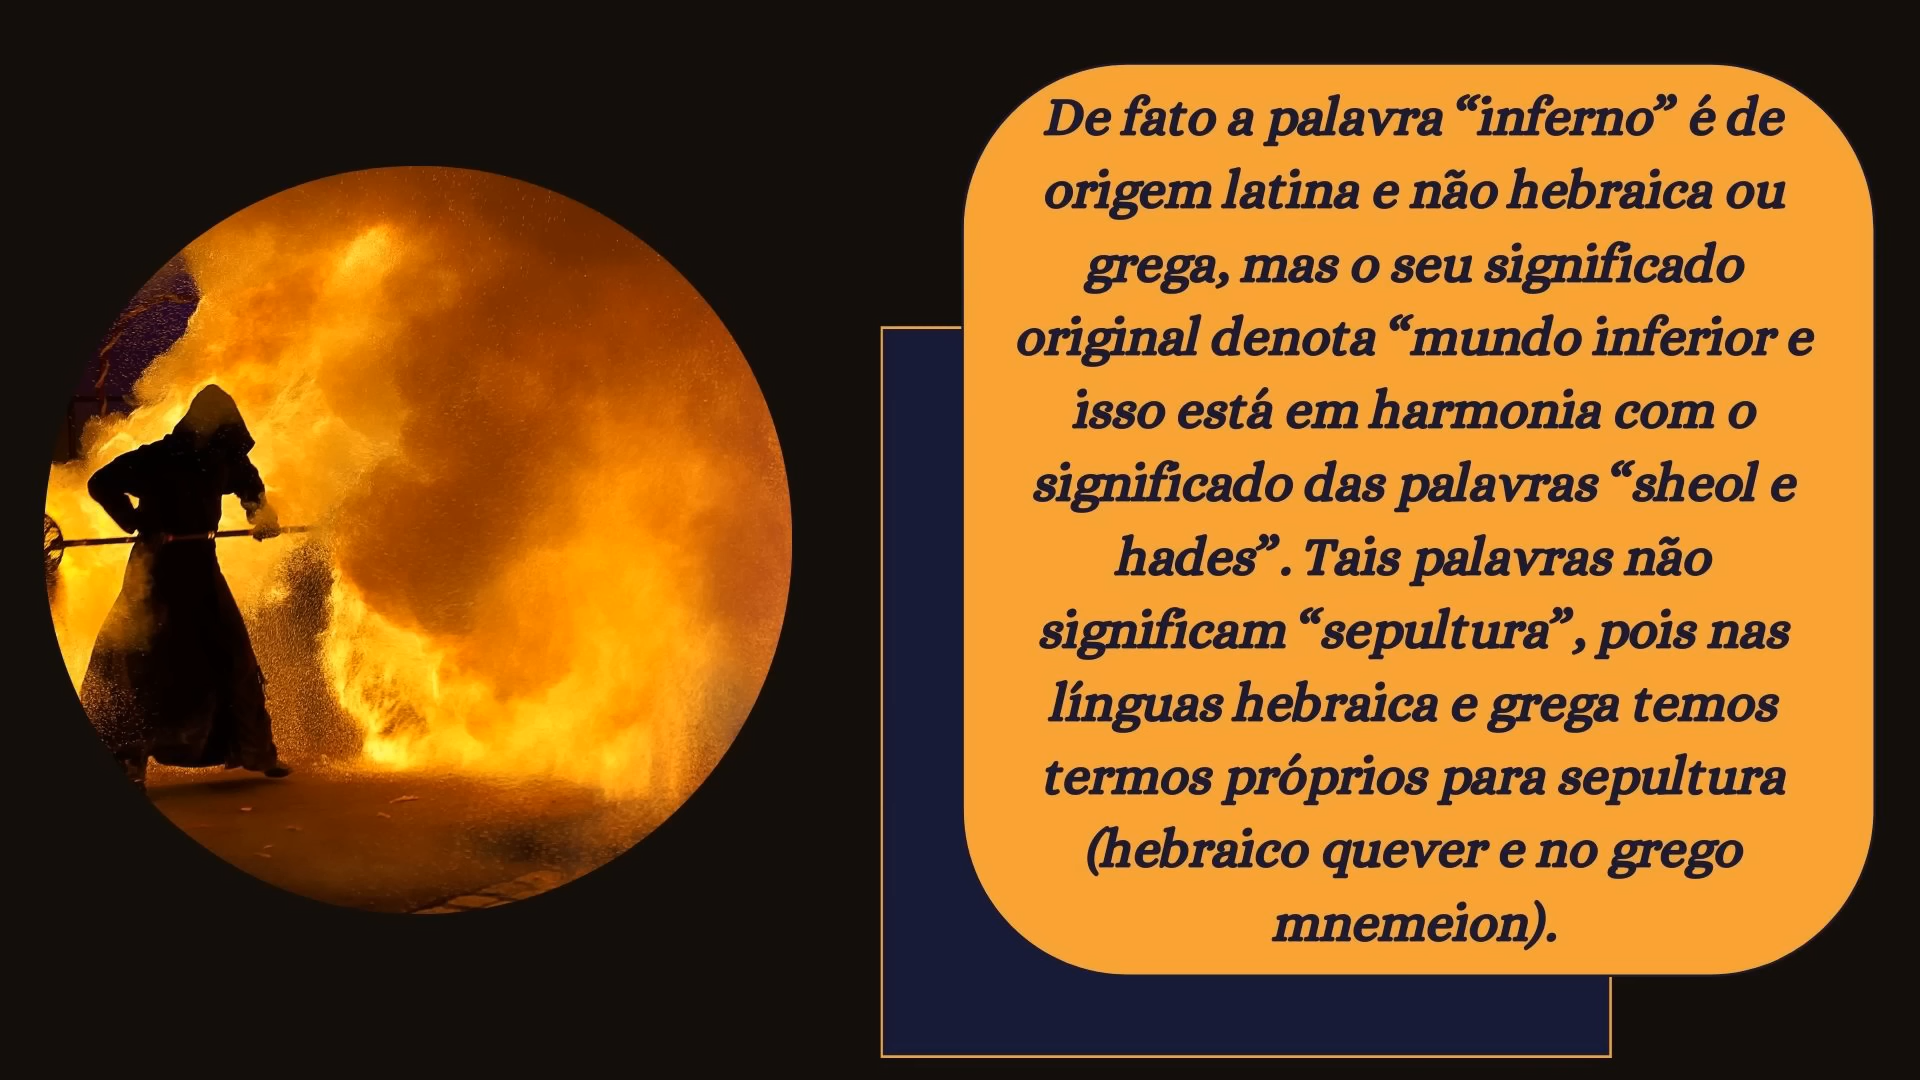 De fato a palavra “inferno” é de
origem latina e não hebraica ou
grega, mas o seu significado
original denota “mundo inferior e
isso está em harmonia com o
significado das palavras “sheol e
hades”. Tais palavras não
significam “sepultura”, pois nas
línguas hebraica e grega temos
termos próprios para sepultura
(hebraico quever e no grego
mnemeion).